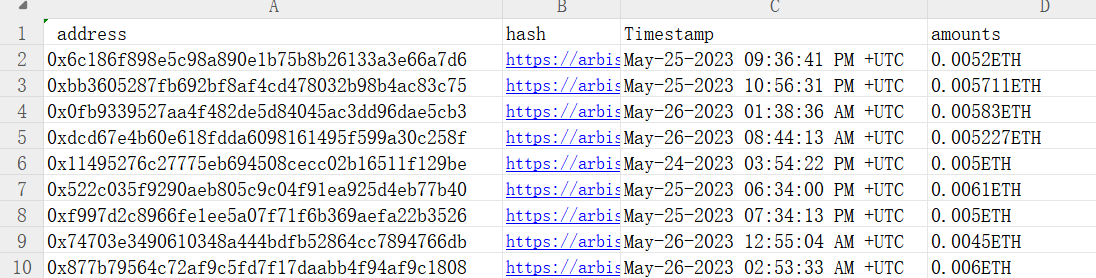 A B C D
1 address hash Timestamp amounts
2 0x6c186f898e5c98a890e1b75b8b26133a3e66a7d6 https://arbis May-25-2023 09:36:41 PM +UTC 0.0052ETH
3 0xbb3605287fb692bf8af4cd478032b98b4ac83c75 https://arbis May-25-2023 10:56:31 PM +UTC 0.005711ETH
4 0x0fb9339527aa4f482de5d84045ac3dd96dae5cb3 https://arbis May-26-2023 01:38:36 AM +UTC 0.00583ETH
5 0xdcd67e4b60e618fdda6098161495f599a30c258f https://arbis May-26-2023 08:44:13 AM +UTC 0.005227ETH
6 0x11495276c27775eb694508cecc02b16511f129be https://arbis May-24-2023 03:54:22 PM +UTC 0.005ETH
7 0x522c035f9290aeb805c9c04f91ea925d4eb77b40 https://arbis May-25-2023 06:34:00 PM +UTC 0.0061ETH
8 0xf997d2c8966fe1ee5a07f71f6b369aefa22b3526 https://arbis May-25-2023 07:34:13 PM +UTC 0.005ETH
9 0x74703e3490610348a444bdfb52864cc7894766db https://arbis May-26-2023 12:55:04 AM +UTC 0.0045ETH
10 0x877b79564c72af9c5fd7f17daabb4f94af9c1808 https://arbis May-26-2023 02:53:33 AM +UTC 0.006ETH